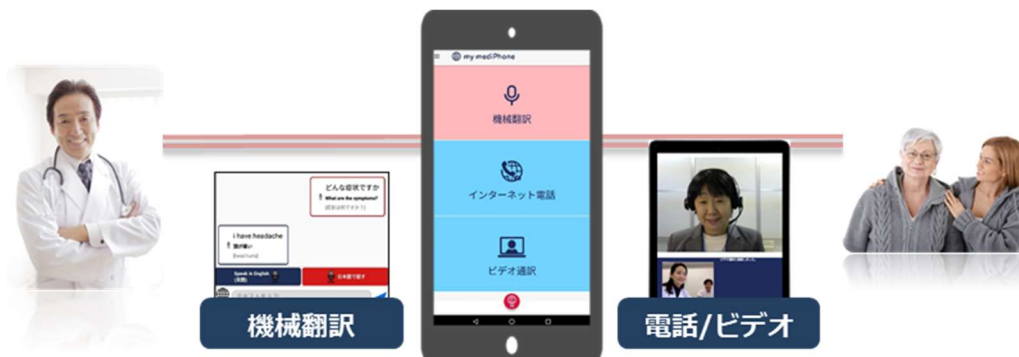 my mediPhone
機械翻訳
インターネット電話
ビデオ通訳
どんな症状ですか
What are the symptoms?
i have headache
頭が痛い
Speak in English
日本語で話す
機械翻訳
電話/ビデオ